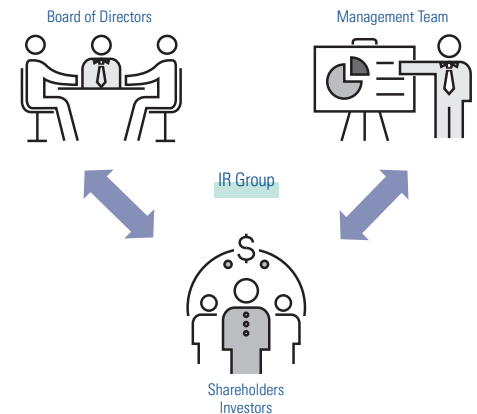 Board of Directors
Management Team
IR Group
$
Shareholders
Investors